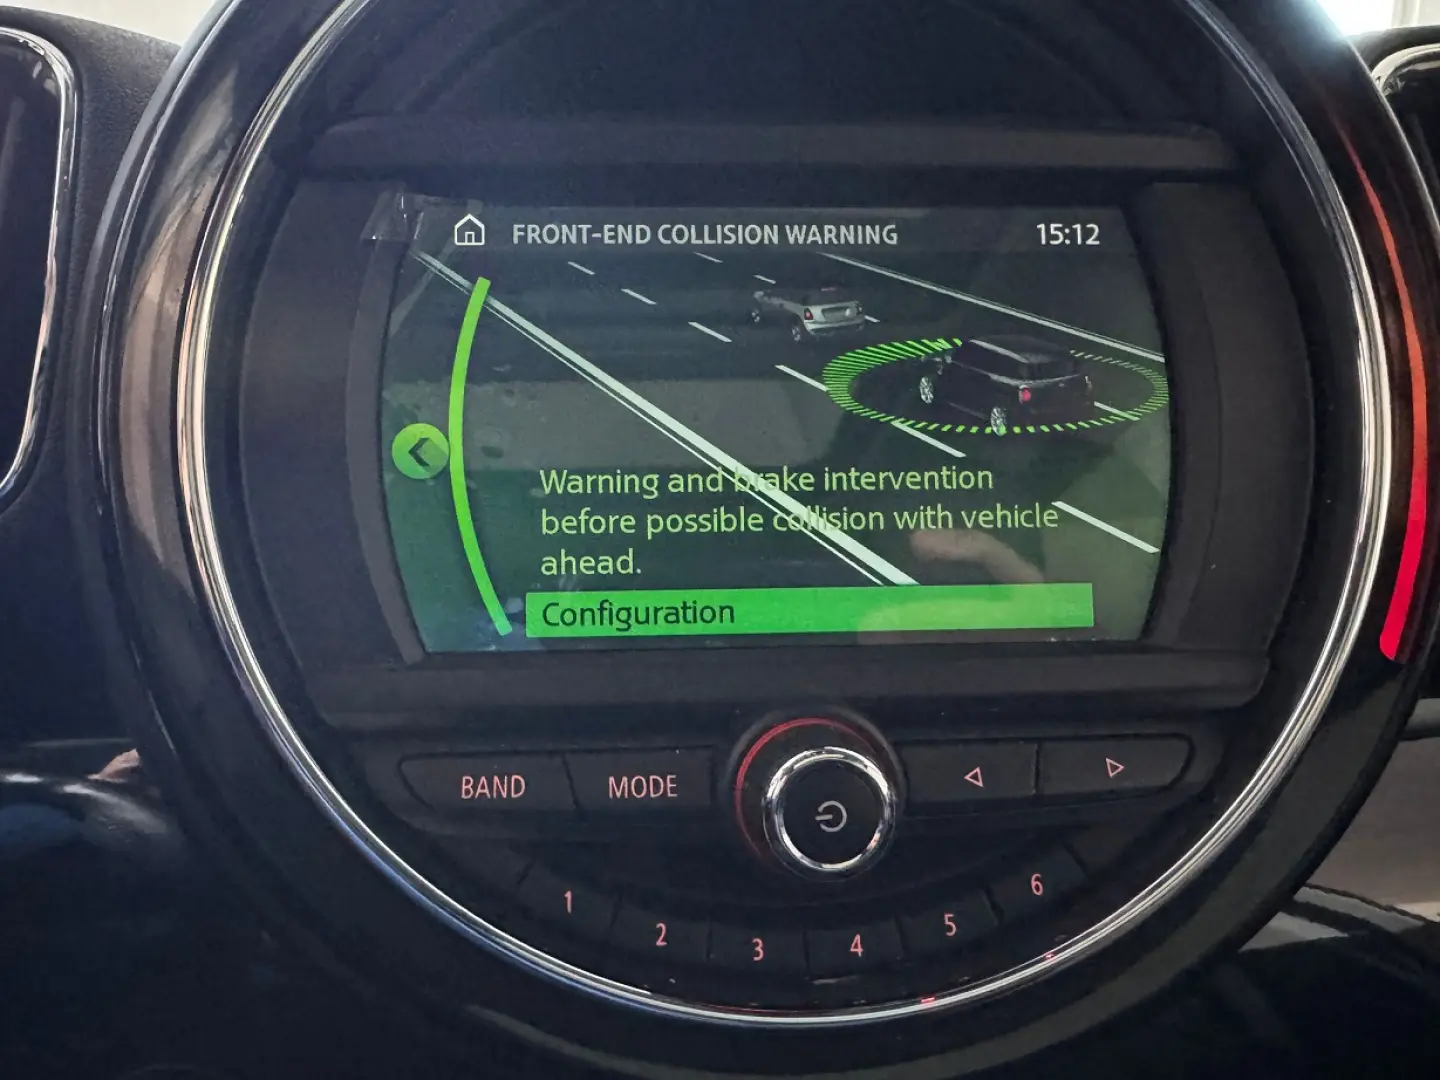 FRONT-END COLLISION WARNING 15:12
Warning and brake intervention
before possible collision with vehicle
ahead.
Configuration
BAND MODE
1 2 3 4 5 6